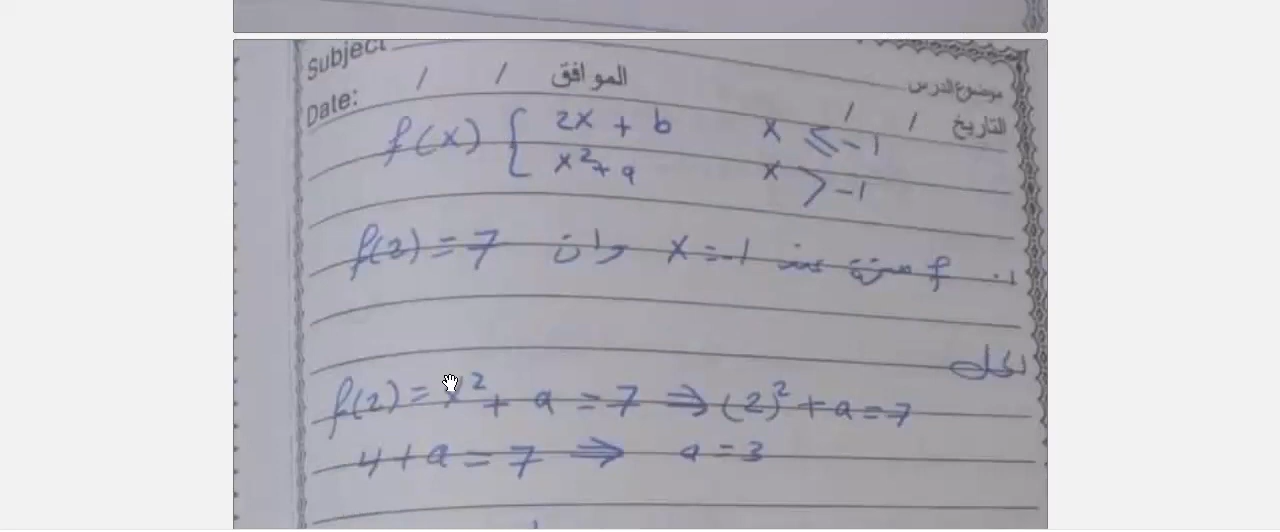 Subject
موضوع الدرس
Date: / / الموافق
التاريخ / /
f(x) { 2x + b x ≤ -1
x² + a x > -1
f عند x = -1 وان f(2) = 7
الحل
f(2) = x² + a = 7 ⇒ (2)² + a = 7
4 + a = 7 ⇒ a = 3